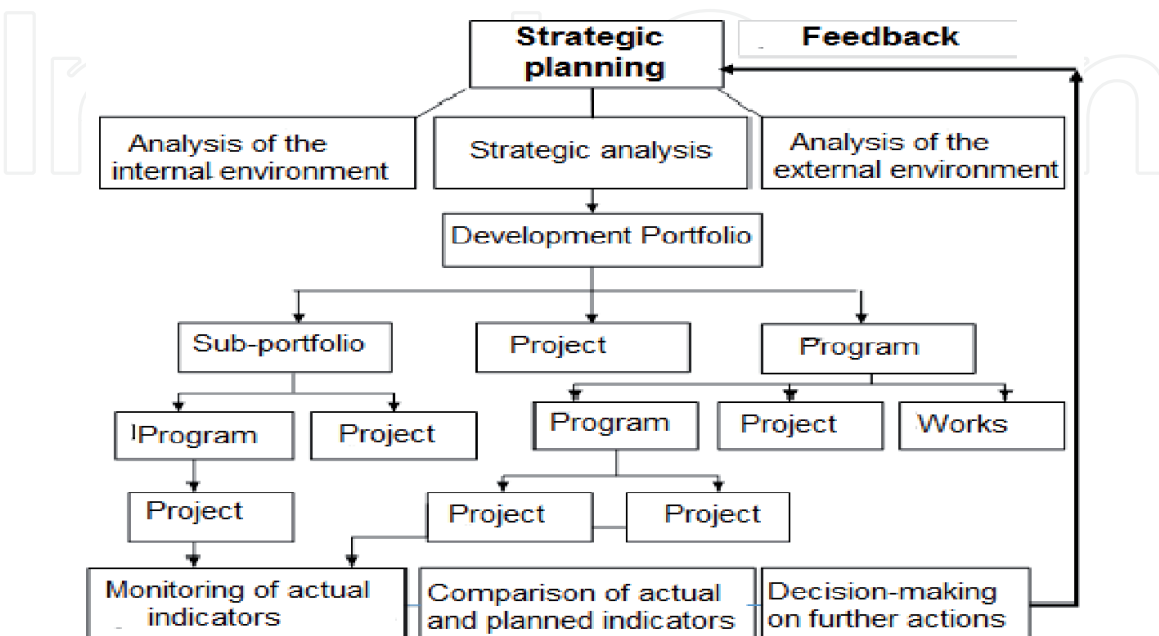 Strategic
planning
Feedback
Analysis of the
internal environment
Strategic analysis
Analysis of the
external environment
Development Portfolio
Sub-portfolio
Project
Program
Program
Project
Program
Project
Works
Project
Project
Project
Monitoring of actual
indicators
Comparison of actual
and planned indicators
Decision-making
on further actions